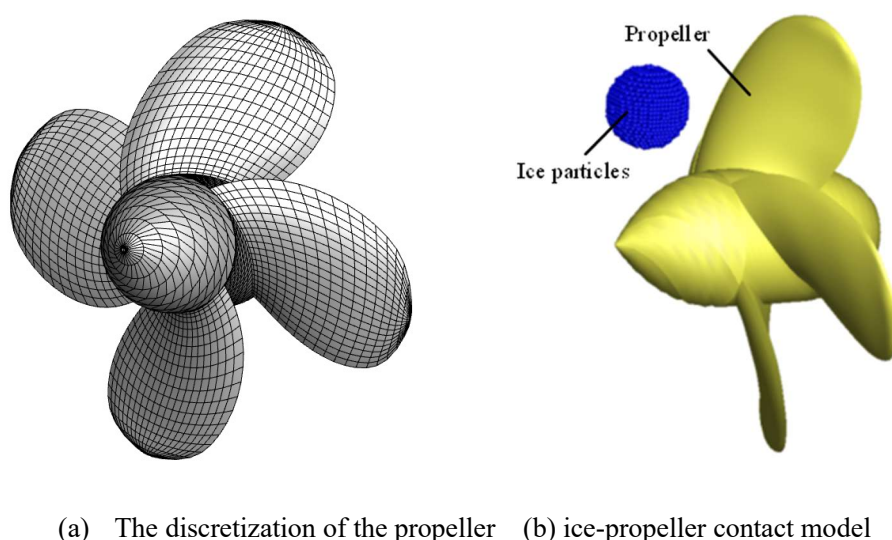 Propeller
Ice particles
(a) The discretization of the propeller (b) ice-propeller contact model